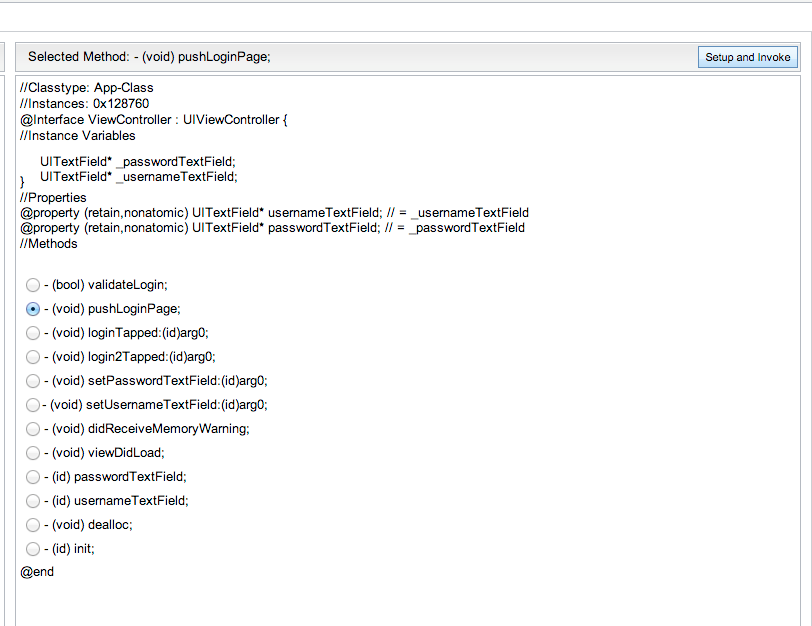 Selected Method: - (void) pushLoginPage;
Setup and Invoke
//Classtype: App-Class
//Instances: 0x128760
@Interface ViewController : UIViewController {
//Instance Variables
UITextField* _passwordTextField;
UITextField* _usernameTextField;
}
//Properties
@property (retain,nonatomic) UITextField* usernameTextField; // = _usernameTextField
@property (retain,nonatomic) UITextField* passwordTextField; // = _passwordTextField
//Methods
- (bool) validateLogin;
- (void) pushLoginPage;
- (void) loginTapped:(id)arg0;
- (void) login2Tapped:(id)arg0;
- (void) setPasswordTextField:(id)arg0;
- (void) setUsernameTextField:(id)arg0;
- (void) didReceiveMemoryWarning;
- (void) viewDidLoad;
- (id) passwordTextField;
- (id) usernameTextField;
- (void) dealloc;
- (id) init;
@end